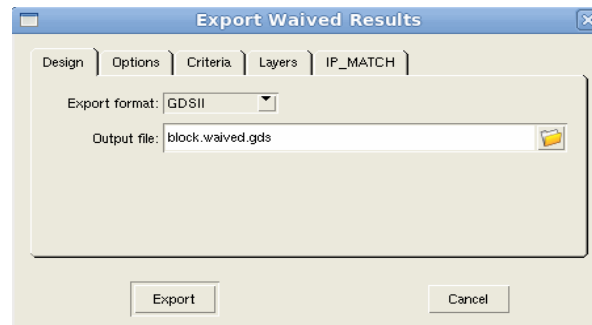 Export Waived Results
Design Options Criteria Layers IP_MATCH
Export format: GDSII
Output file: block.waived.gds
Export Cancel